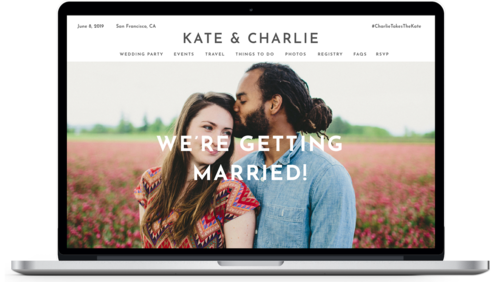 June 8, 2019 San Francisco, CA #CharlieTakesTheKate
KATE & CHARLIE
WEDDING PARTY EVENTS TRAVEL THINGS TO DO PHOTOS REGISTRY FAQS RSVP
WE'RE GETTING
MARRIED!